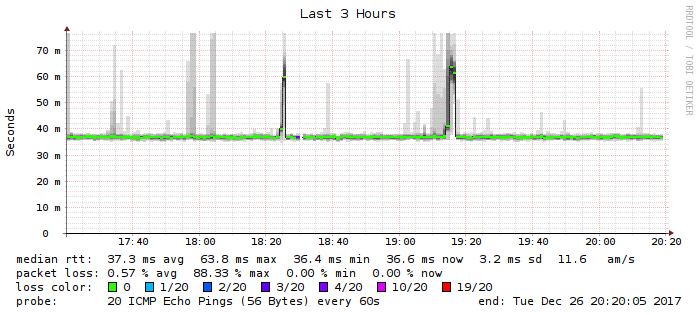 Last 3 Hours
RRDTOOL / TOBI OETIKER
Seconds
70 m
60 m
50 m
40 m
30 m
20 m
10 m
0
17:40 18:00 18:20 18:40 19:00 19:20 19:40 20:00 20:20
median rtt: 37.3 ms avg 63.8 ms max 36.4 ms min 36.6 ms now 3.2 ms sd 11.6 am/s
packet loss: 0.57 % avg 88.33 % max 0.00 % min 0.00 % now
loss color: 0 1/20 2/20 3/20 4/20 10/20 19/20
probe: 20 ICMP Echo Pings (56 Bytes) every 60s end: Tue Dec 26 20:20:05 2017